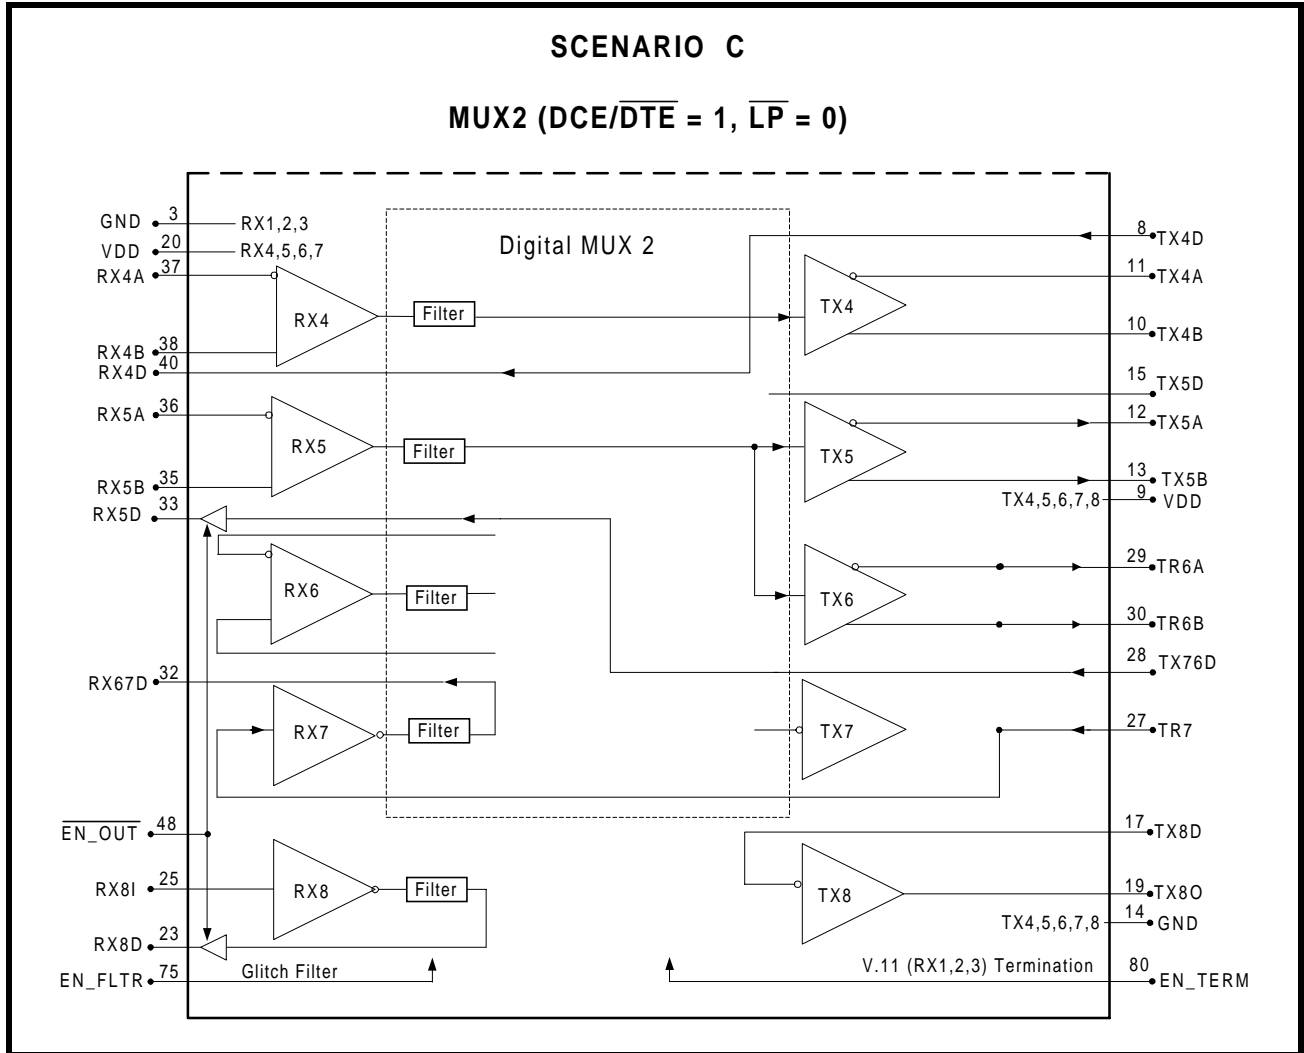 SCENARIO C
MUX2 (DCE/DTE = 1, LP = 0)
GND 3 RX1,2,3
VDD 20 RX4,5,6,7
RX4A 37
RX4B 38
RX4D 40
RX5A 36
RX5B 35
RX5D 33
RX67D 32
EN_OUT 48
RX8I 25
RX8D 23
EN_FLTR 75
Glitch Filter
Digital MUX 2
RX4 Filter
RX5 Filter
RX6 Filter
RX7 Filter
RX8 Filter
TX4
TX5
TX6
TX7
TX8
8 TX4D
11 TX4A
10 TX4B
15 TX5D
12 TX5A
13 TX5B
TX4,5,6,7,8 9 VDD
29 TR6A
30 TR6B
28 TX76D
27 TR7
17 TX8D
19 TX8O
TX4,5,6,7,8 14 GND
V.11 (RX1,2,3) Termination 80 EN_TERM